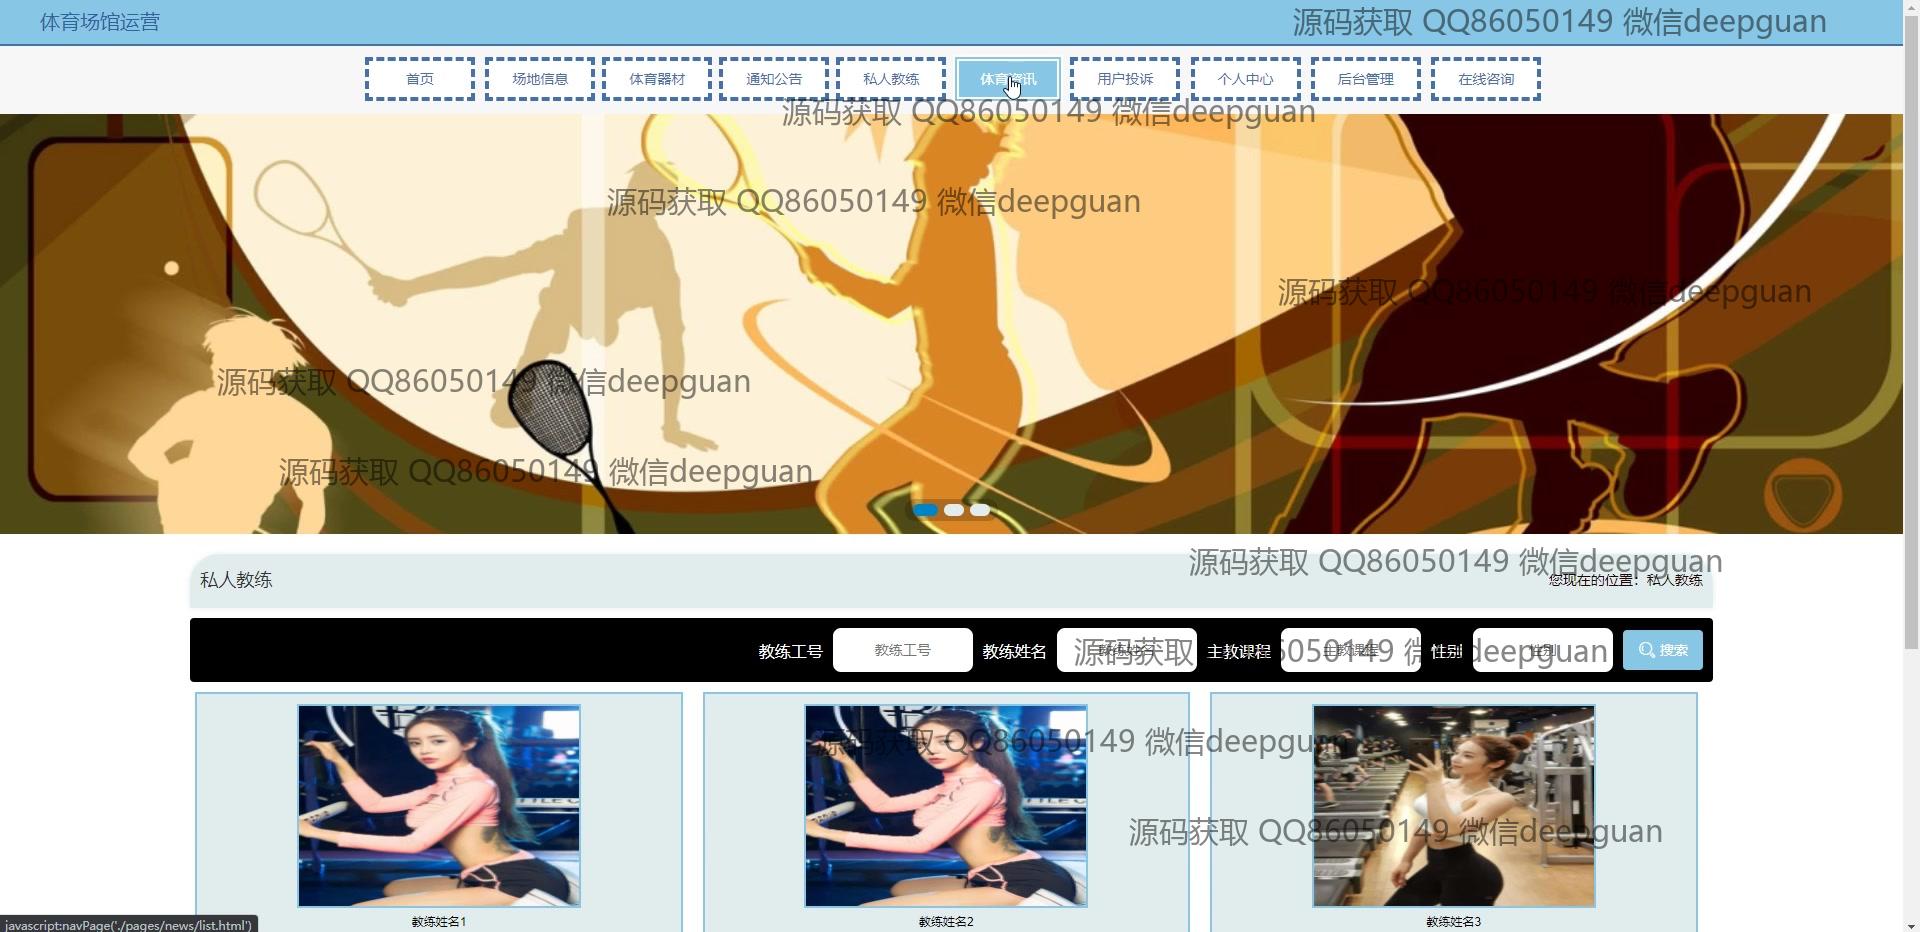 体育场馆运营
源码获取 QQ86050149 微信deepguan
首页
场地信息
体育器材
通知公告
私人教练
体育资讯
用户投诉
个人中心
后台管理
在线咨询
源码获取 QQ86050149 微信deepguan
源码获取 QQ86050149 微信deepguan
源码获取 QQ86050149 微信deepguan
源码获取 QQ86050149 微信deepguan
源码获取 QQ86050149 微信deepguan
源码获取 QQ86050149 微信deepguan
私人教练
您现在的位置：私人教练
教练工号
教练工号
教练姓名
教练姓名
主教课程
主教课程
性别
性别
搜索
源码获取 QQ86050149 微信deepguan
源码获取 QQ86050149 微信deepguan
源码获取 QQ86050149 微信deepguan
教练姓名1
教练姓名2
教练姓名3
javascript:navPage('./pages/news/list.html')